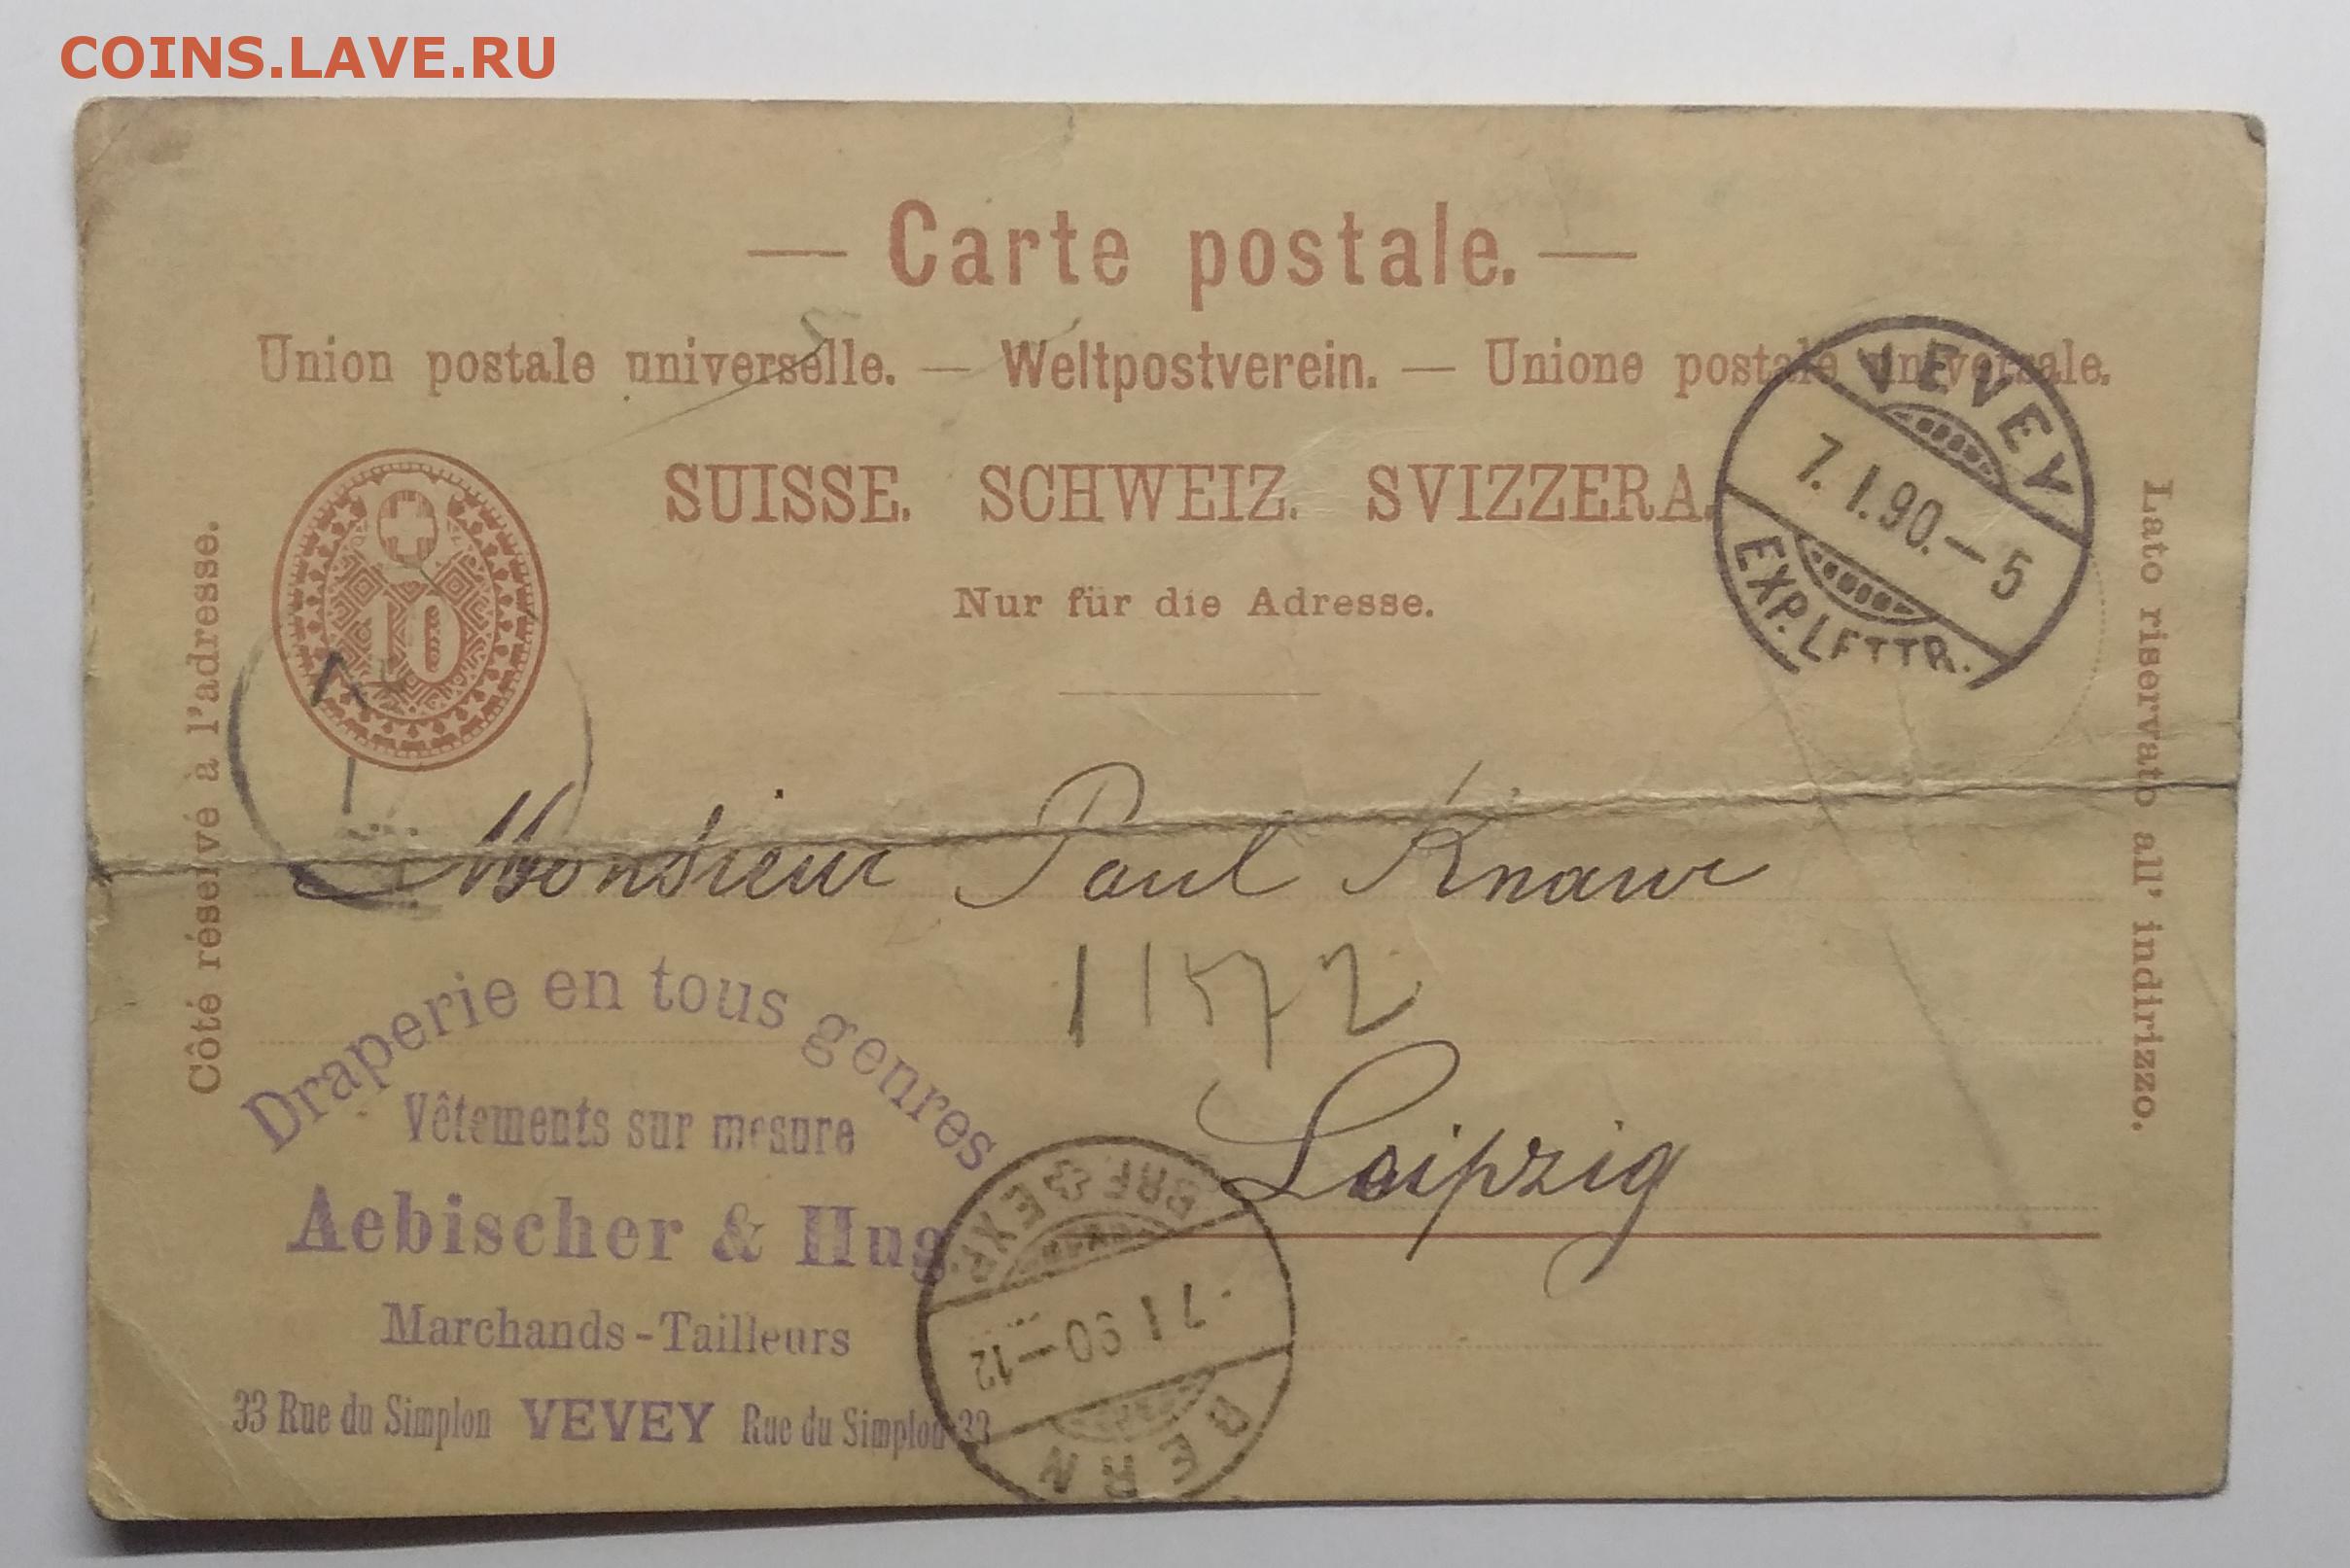 COINS.LAVE.RU
— Carte postale. —
Union postale universelle. — Weltpostverein. — Unione postale universale.
SUISSE. SCHWEIZ. SVIZZERA.
Nur für die Adresse.
10
VEVEY
7. I. 90. – 5
EXP. LETTR.
Côté réservé à l'adresse.
Lato riservato all' indirizzo.
Monsieur Paul Knaur
11572
Leipzig
Draperie en tous genres
Vêtements sur mesure
Aebischer & Hug
Marchands-Tailleurs
33 Rue du Simplon VEVEY Rue du Simplon 33
BERN
7 I 90 – 12
BRF EXP.